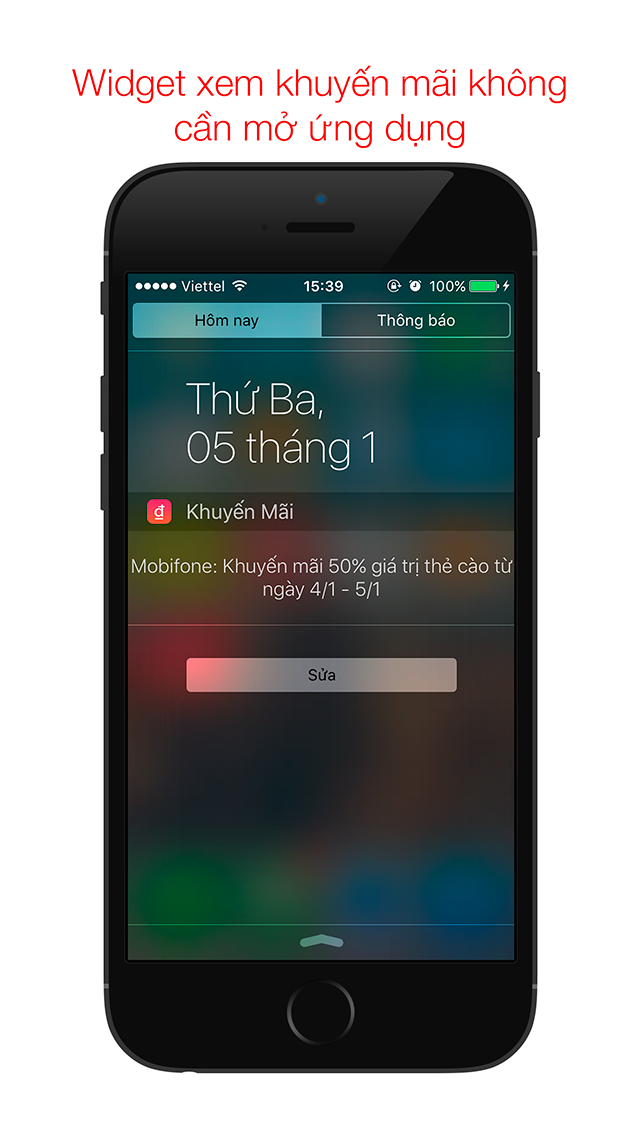 Widget xem khuyến mãi không
cần mở ứng dụng
Viettel 15:39 100%
Hôm nay Thông báo
Thứ Ba,
05 tháng 1
đ Khuyến Mãi
Mobifone: Khuyến mãi 50% giá trị thẻ cào từ
ngày 4/1 - 5/1
Sửa